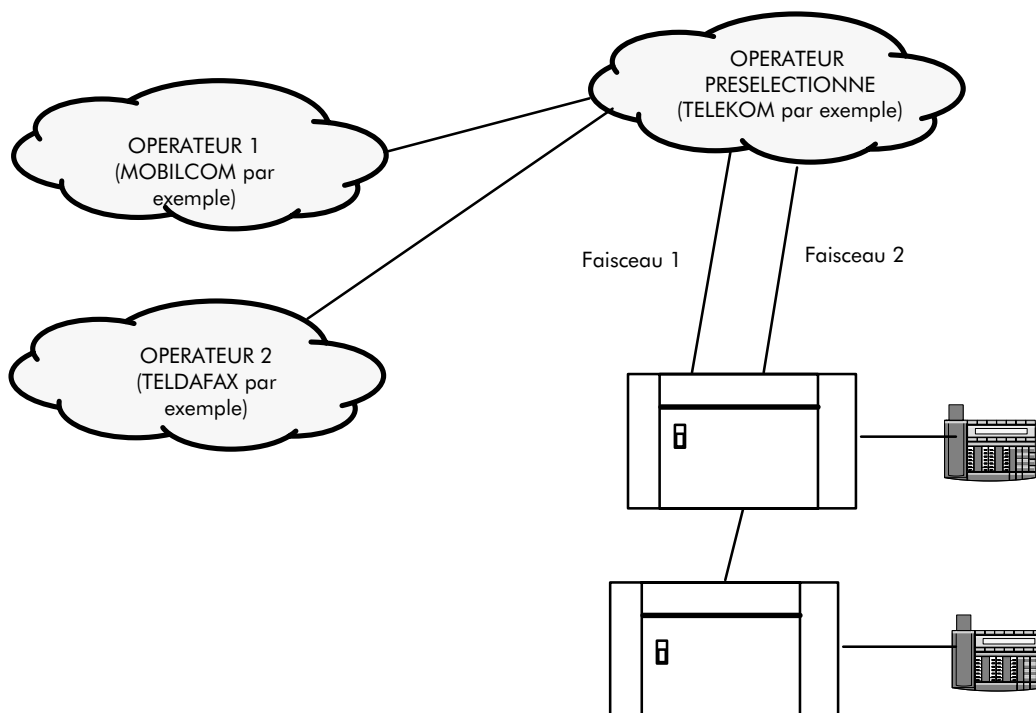 OPERATEUR
PRESELECTIONNE
(TELEKOM par exemple)
OPERATEUR 1
(MOBILCOM par
exemple)
Faisceau 1
Faisceau 2
OPERATEUR 2
(TELDAFAX par
exemple)